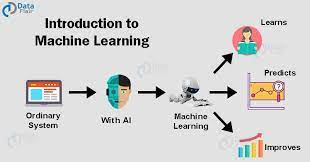 Data
Flair
Introduction to
Machine Learning
Learns
Predicts
Ordinary
System
With AI
Machine
Learning
Improves